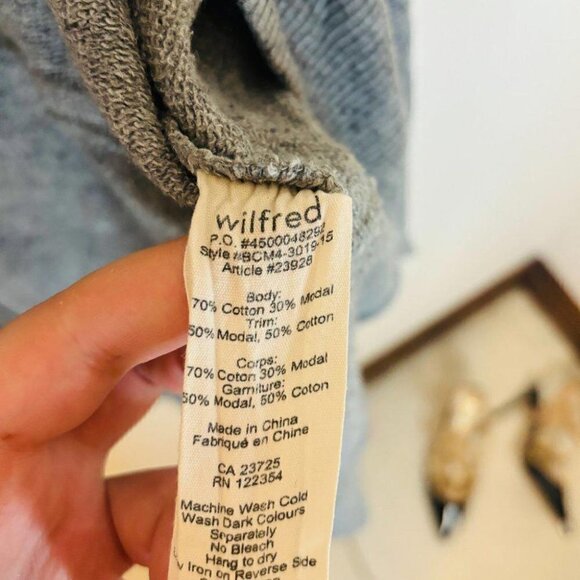 wilfred
P.O. #4500048292
Style #BCM4-3019-15
Article #23928
Body:
70% Cotton 30% Modal
Trim:
50% Modal, 50% Cotton
Corps:
70% Coton 30% Modal
Garniture:
50% Modal, 50% Coton
Made in China
Fabriqué en Chine
CA 23725
RN 122354
Machine Wash Cold
Wash Dark Colours
Separately
No Bleach
Hang to dry
Iron on Reverse Side